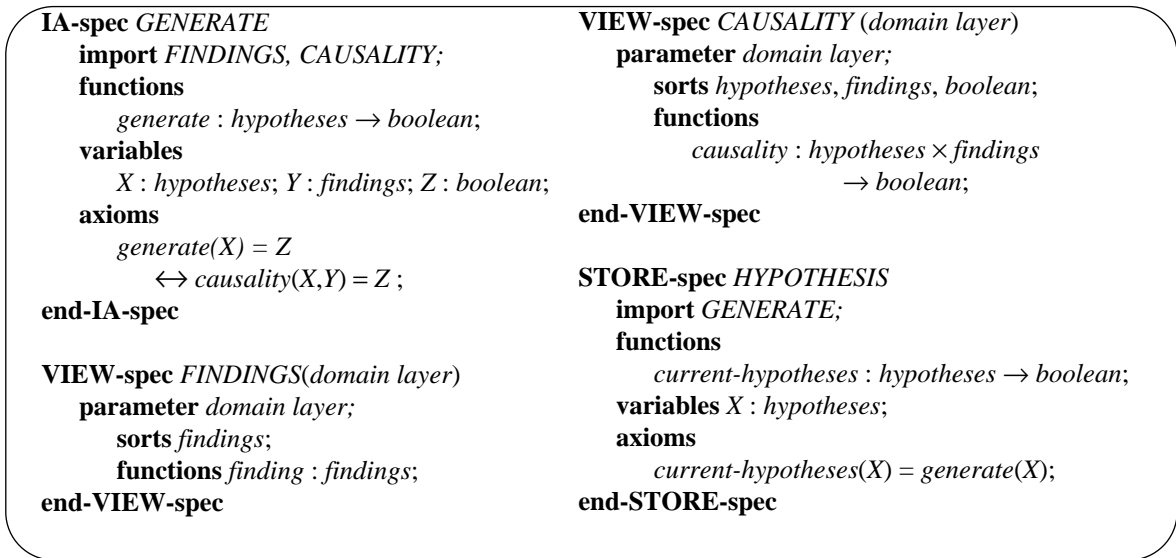 IA-spec GENERATE
import FINDINGS, CAUSALITY;
functions
generate : hypotheses → boolean;
variables
X : hypotheses; Y : findings; Z : boolean;
axioms
generate(X) = Z
↔ causality(X,Y) = Z ;
end-IA-spec
VIEW-spec FINDINGS(domain layer)
parameter domain layer;
sorts findings;
functions finding : findings;
end-VIEW-spec
VIEW-spec CAUSALITY (domain layer)
parameter domain layer;
sorts hypotheses, findings, boolean;
functions
causality : hypotheses × findings
→ boolean;
end-VIEW-spec
STORE-spec HYPOTHESIS
import GENERATE;
functions
current-hypotheses : hypotheses → boolean;
variables X : hypotheses;
axioms
current-hypotheses(X) = generate(X);
end-STORE-spec